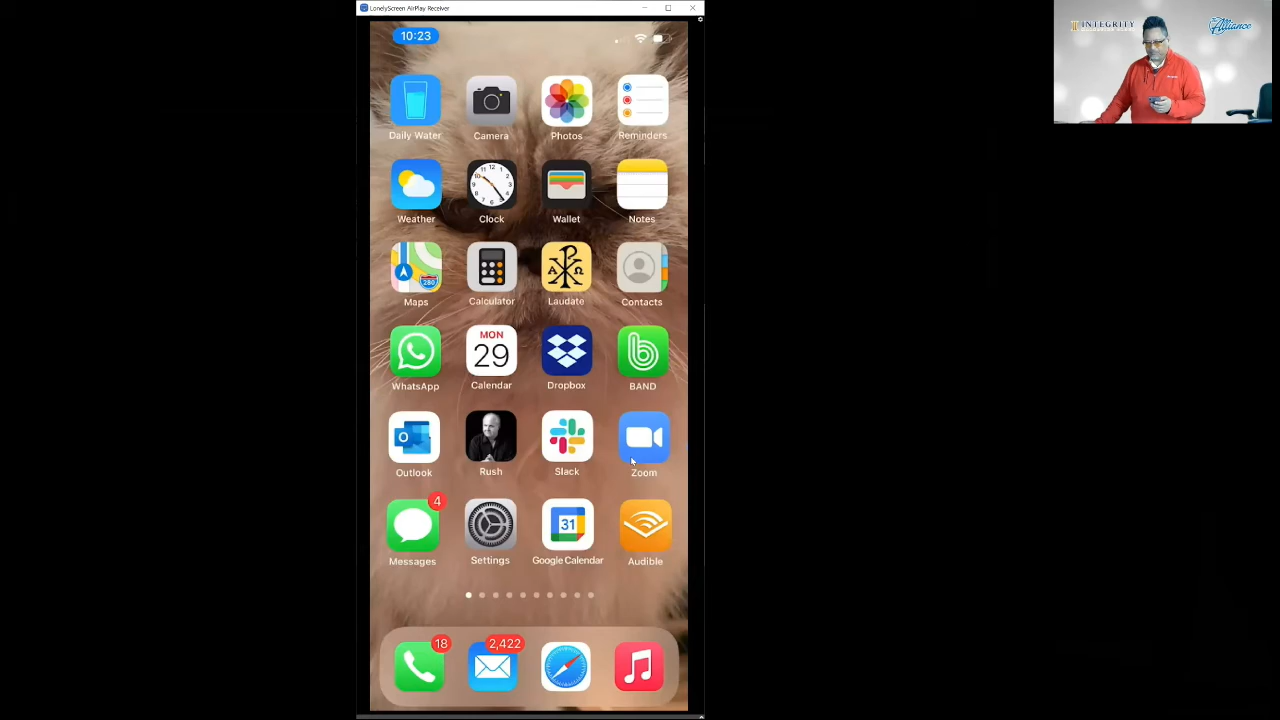 LonelyScreen AirPlay Receiver
10:23
Daily Water
Camera
Photos
Reminders
Weather
Clock
Wallet
Notes
280
Maps
Calculator
Laudate
Contacts
WhatsApp
MON
29
Calendar
Dropbox
BAND
Outlook
Rush
Slack
Zoom
4
Messages
Settings
31
Google Calendar
Audible
18
2,422
INTEGRITY
Alliance